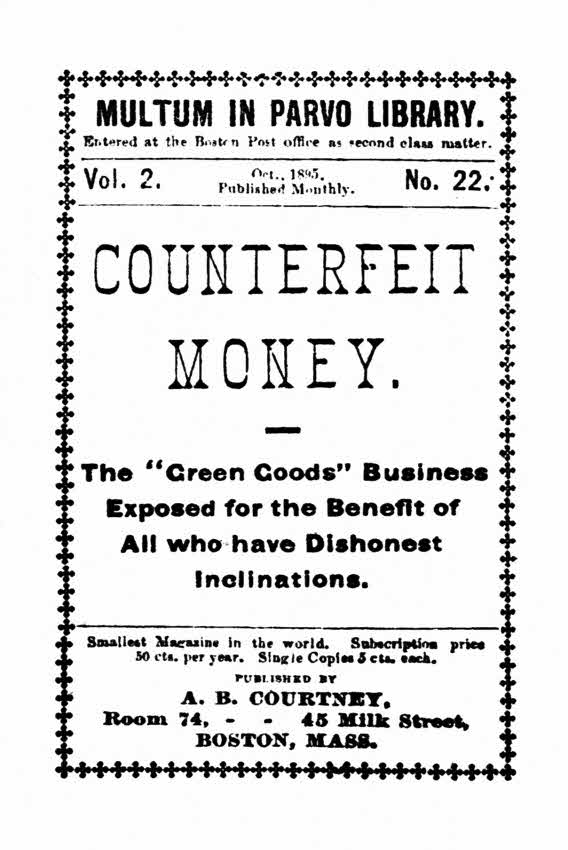 MULTUM IN PARVO LIBRARY.
Entered at the Boston Post office as second class matter.
Vol. 2.
Oct., 1895.
Published Monthly.
No. 22.
COUNTERFEIT
MONEY.
The "Green Goods" Business
Exposed for the Benefit of
All who have Dishonest
Inclinations.
Smallest Magazine in the world. Subscription price
50 cts. per year. Single Copies 5 cts. each.
PUBLISHED BY
A. B. COURTNEY,
Room 74, - - 45 Milk Street,
BOSTON, MASS.